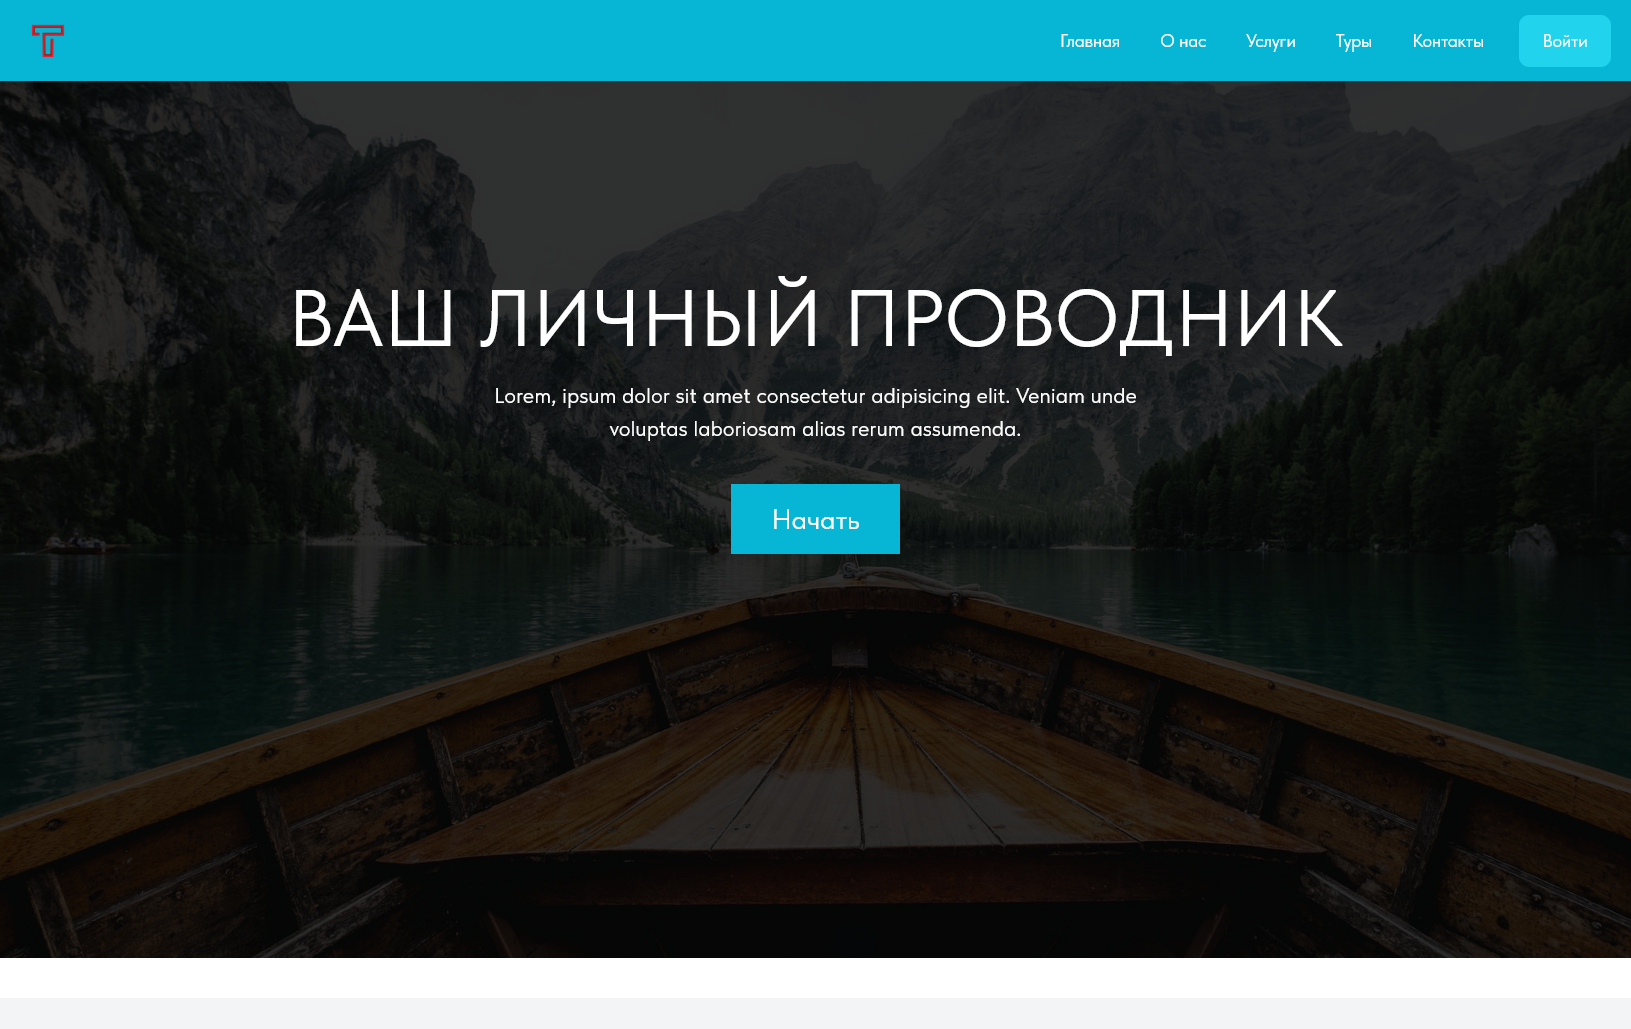 T
Главная
О нас
Услуги
Туры
Контакты
Войти
ВАШ ЛИЧНЫЙ ПРОВОДНИК
Lorem, ipsum dolor sit amet consectetur adipisicing elit. Veniam unde
voluptas laboriosam alias rerum assumenda.
Начать